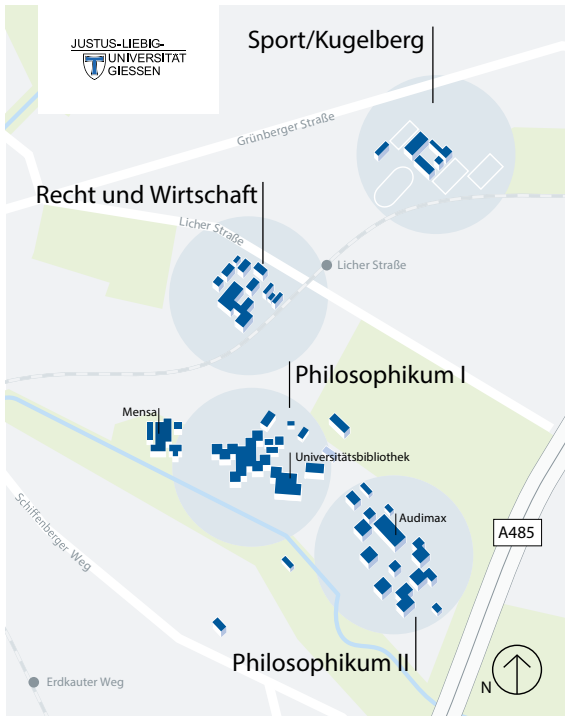 JUSTUS-LIEBIG-
UNIVERSITÄT
GIESSEN
Sport/Kugelberg
Grünberger Straße
Recht und Wirtschaft
Licher Straße
Licher Straße
Philosophikum I
Mensa
Universitätsbibliothek
Audimax
A485
Schiffenberger Weg
Philosophikum II
Erdkauter Weg
N